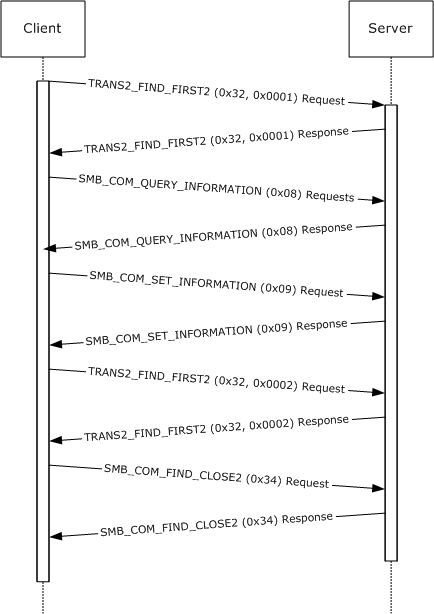 Client
Server
TRANS2_FIND_FIRST2 (0x32, 0x0001) Request
TRANS2_FIND_FIRST2 (0x32, 0x0001) Response
SMB_COM_QUERY_INFORMATION (0x08) Requests
SMB_COM_QUERY_INFORMATION (0x08) Response
SMB_COM_SET_INFORMATION (0x09) Request
SMB_COM_SET_INFORMATION (0x09) Response
TRANS2_FIND_FIRST2 (0x32, 0x0002) Request
TRANS2_FIND_FIRST2 (0x32, 0x0002) Response
SMB_COM_FIND_CLOSE2 (0x34) Request
SMB_COM_FIND_CLOSE2 (0x34) Response